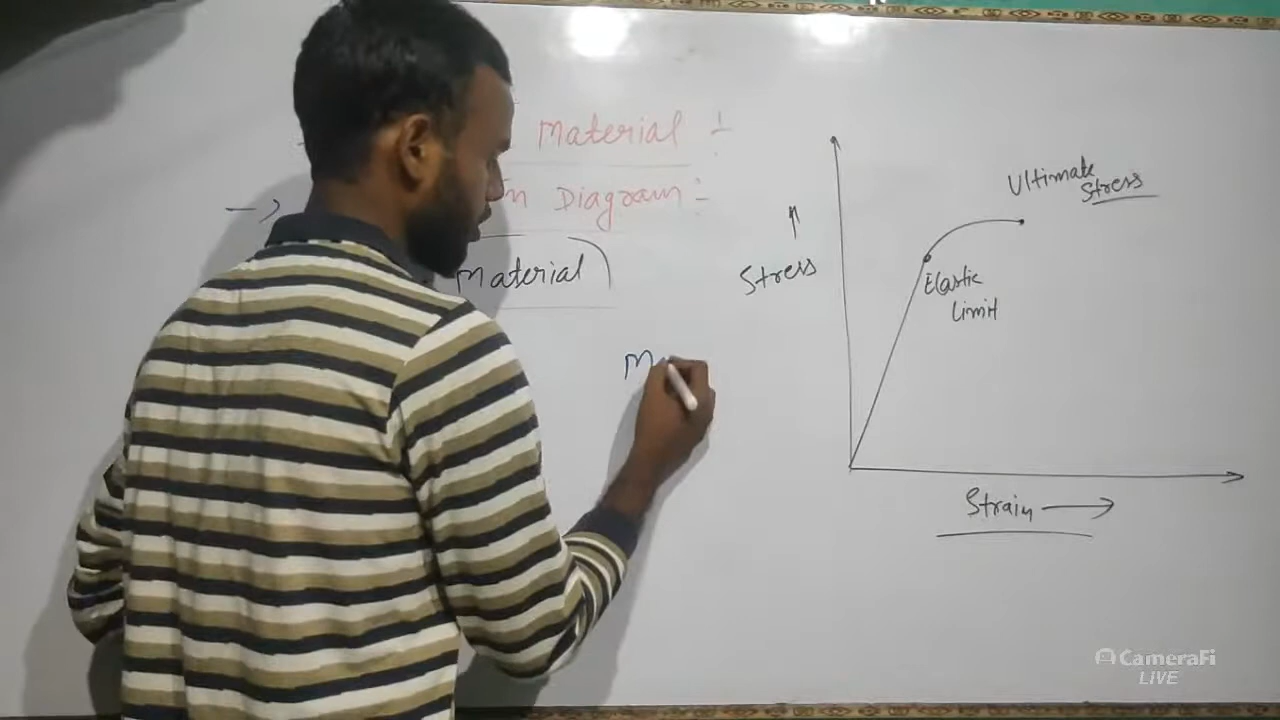 Material :-
Diagram :-
Material)
M
Stress
Ultimate
Stress
Elastic
Limit
Strain
CameraFi
LIVE